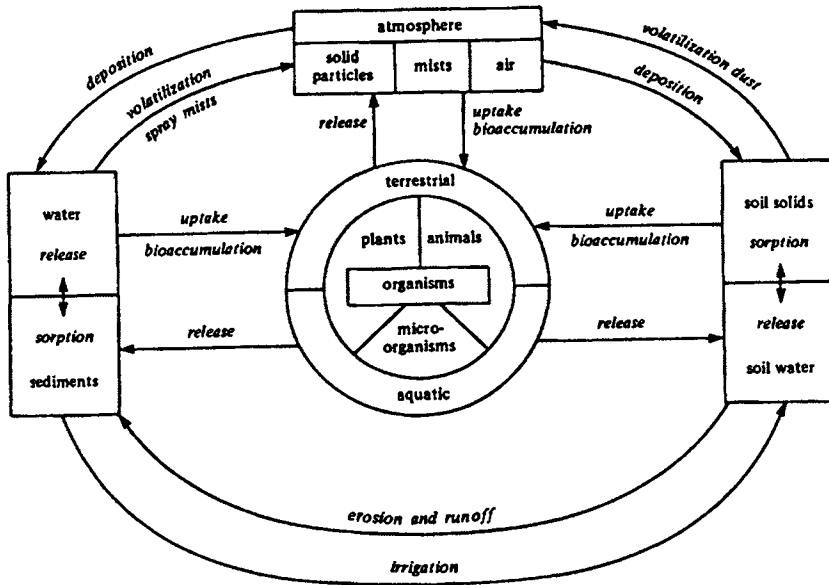 atmosphere
solid
particles
mists
air
deposition
volatilization
spray mists
volatilization dust
deposition
release
uptake
bioaccumulation
terrestrial
water
release
uptake
bioaccumulation
plants
animals
uptake
bioaccumulation
soil solids
sorption
organisms
sorption
sediments
release
micro-
organisms
release
release
soil water
aquatic
erosion and runoff
Irrigation